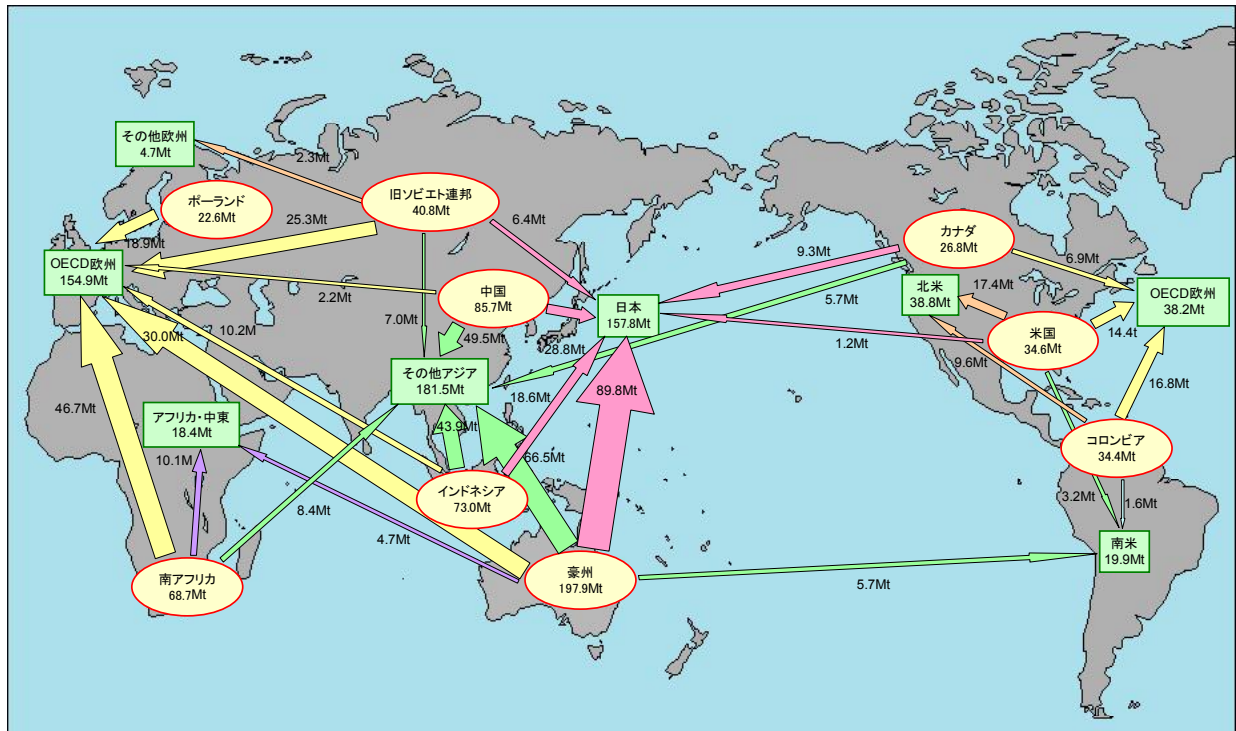 その他欧州
4.7Mt
2.3Mt
ポーランド
22.6Mt
旧ソビエト連邦
40.8Mt
25.3Mt
6.4Mt
18.9Mt
カナダ
26.8Mt
9.3Mt
6.9Mt
OECD欧州
154.9Mt
2.2Mt
中国
85.7Mt
日本
157.8Mt
北米
38.8Mt
17.4Mt
OECD欧州
38.2Mt
5.7Mt
7.0Mt
30.0Mt
10.2M
49.5Mt
28.8Mt
1.2Mt
米国
34.6Mt
14.4t
9.6Mt
その他アジア
181.5Mt
18.6Mt
89.8Mt
16.8Mt
46.7Mt
アフリカ・中東
18.4Mt
43.9Mt
66.5Mt
コロンビア
34.4Mt
10.1M
インドネシア
73.0Mt
8.4Mt
3.2Mt
1.6Mt
4.7Mt
南アフリカ
68.7Mt
豪州
197.9Mt
5.7Mt
南米
19.9Mt